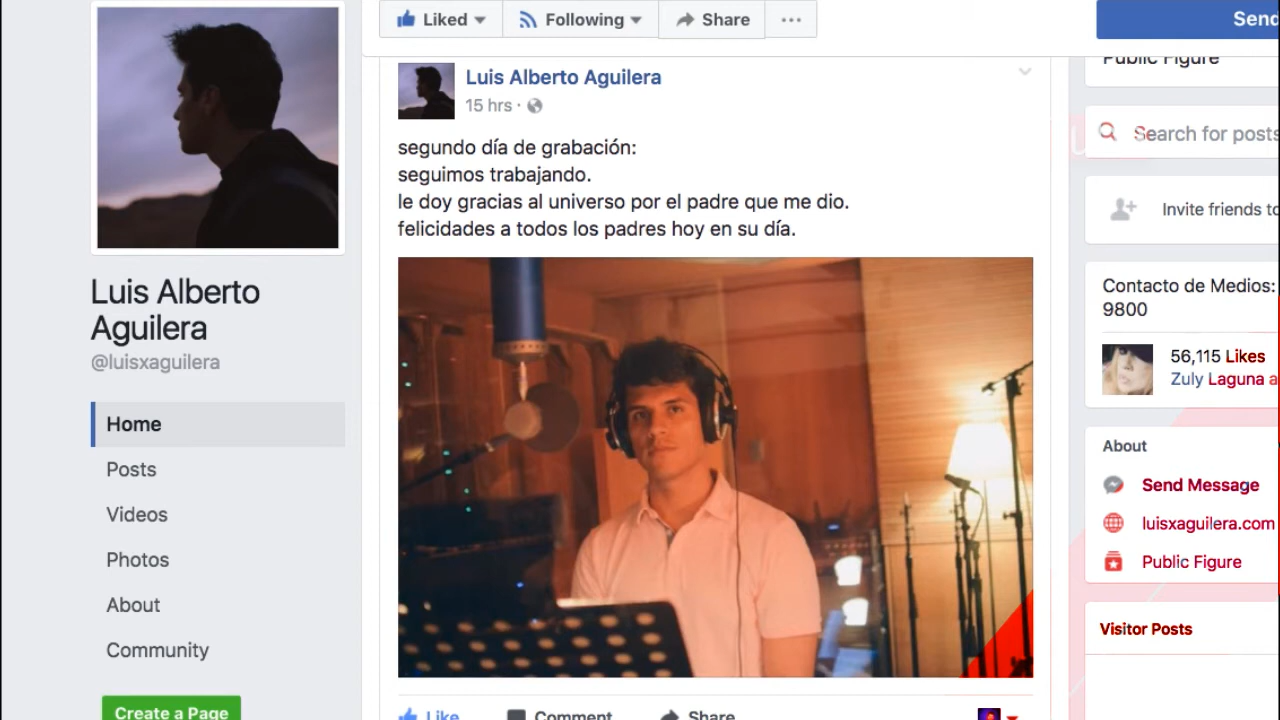 Liked
Following
Share
Send
Luis Alberto Aguilera
15 hrs
segundo día de grabación:
seguimos trabajando.
le doy gracias al universo por el padre que me dio.
felicidades a todos los padres hoy en su día.
Like
Comment
Share
Luis Alberto
Aguilera
@luisxaguilera
Home
Posts
Videos
Photos
About
Community
Create a Page
Public Figure
Search for posts
Invite friends to
Contacto de Medios:
9800
56,115 Likes
Zuly Laguna a
About
Send Message
luisxaguilera.com
Public Figure
Visitor Posts